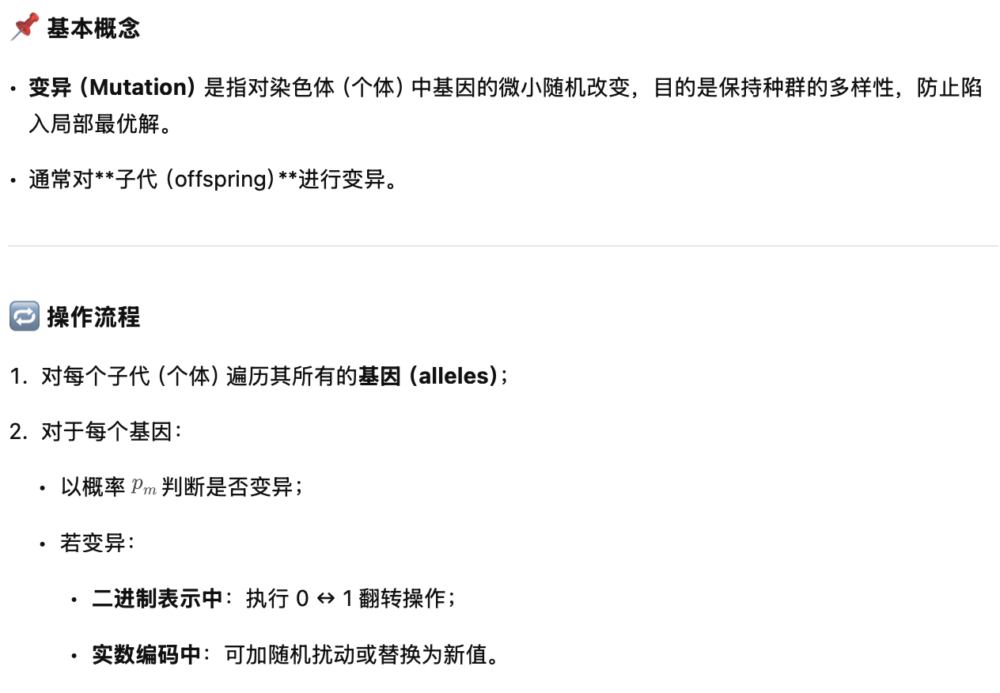 📌 基本概念
• 变异（Mutation）是指对染色体（个体）中基因的微小随机改变，目的是保持种群的多样性，防止陷
入局部最优解。
• 通常对**子代（offspring）**进行变异。
🔁 操作流程
1. 对每个子代（个体）遍历其所有的基因（alleles）；
2. 对于每个基因：
• 以概率 pₘ 判断是否变异；
• 若变异：
• 二进制表示中：执行 0 ↔ 1 翻转操作；
• 实数编码中：可加随机扰动或替换为新值。